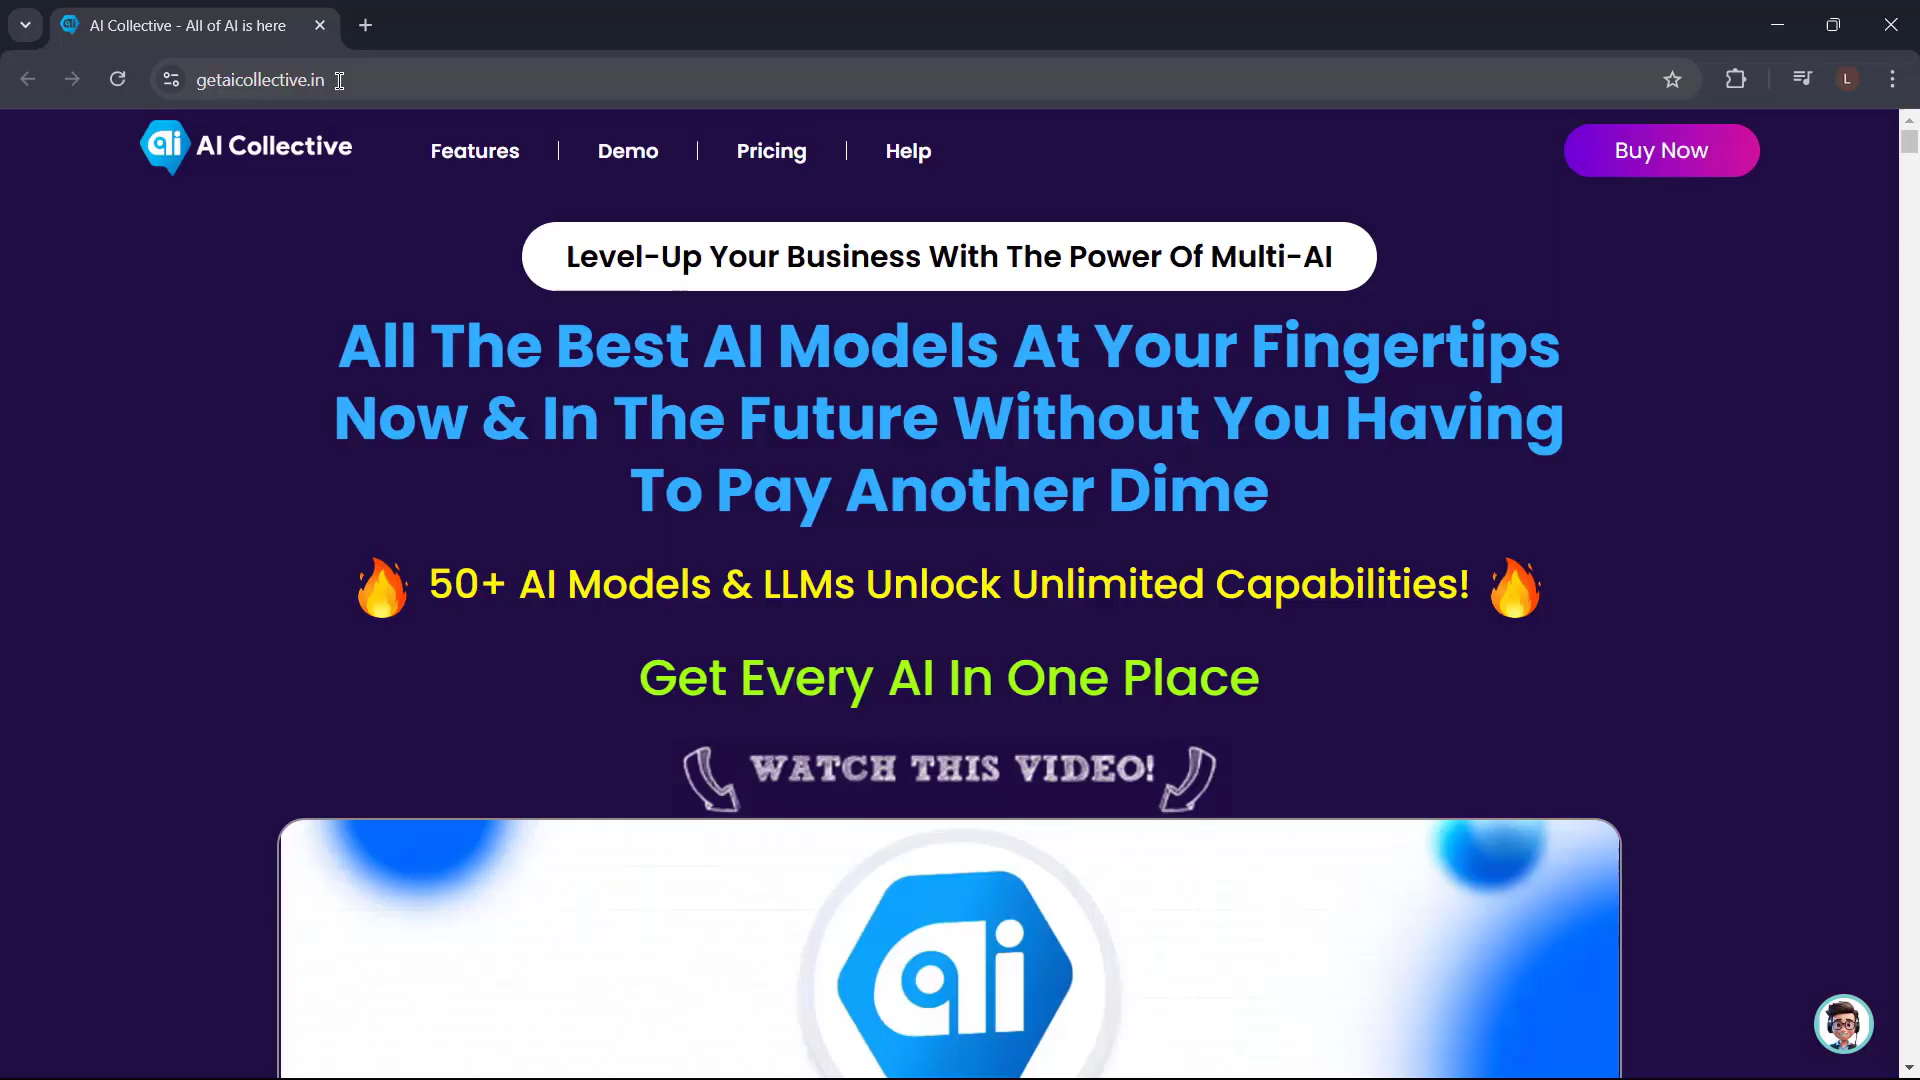 AI Collective - All of AI is here
getaicollective.in
L
ai AI Collective
Features | Demo | Pricing | Help
Buy Now
Level-Up Your Business With The Power Of Multi-AI
All The Best AI Models At Your Fingertips
Now & In The Future Without You Having
To Pay Another Dime
🔥 50+ AI Models & LLMs Unlock Unlimited Capabilities! 🔥
Get Every AI In One Place
WATCH THIS VIDEO!
ai